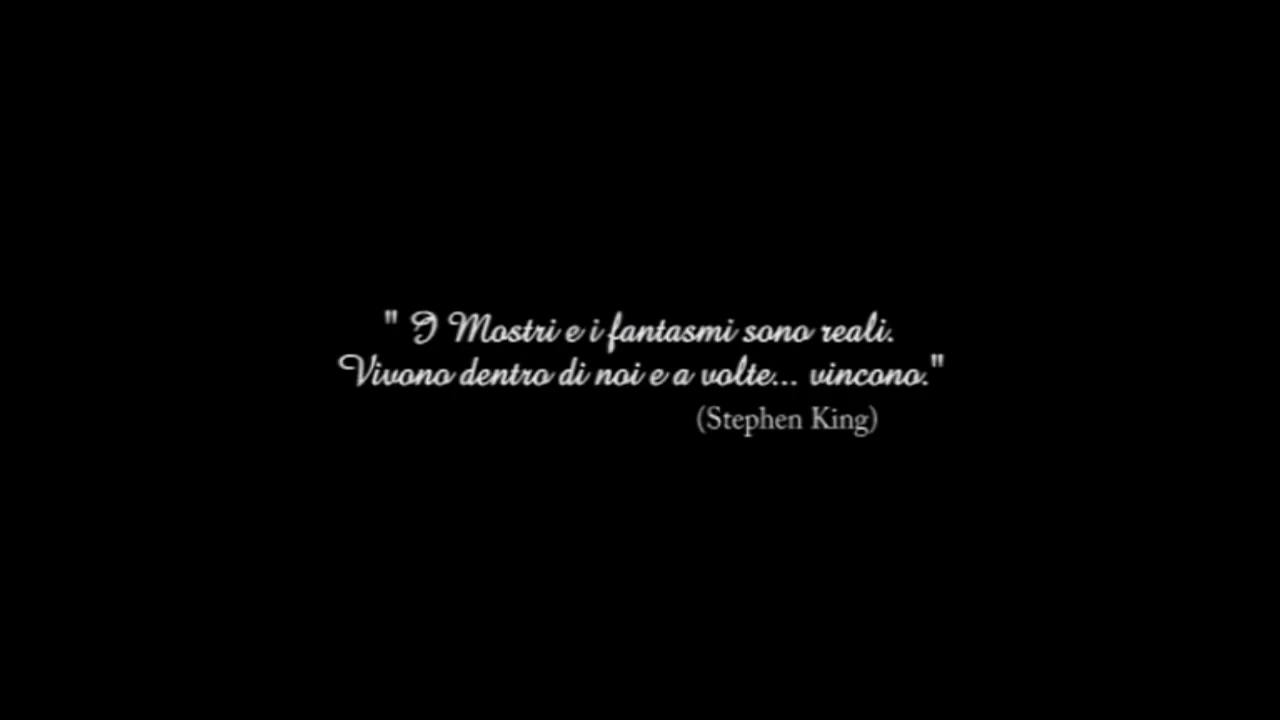 " I Mostri e i fantasmi sono reali.
Vivono dentro di noi e a volte... vincono."
(Stephen King)